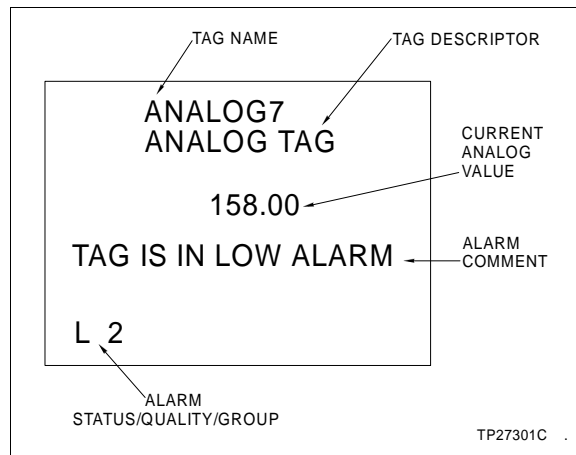 TAG NAME
TAG DESCRIPTOR
ANALOG7
ANALOG TAG
CURRENT
ANALOG
VALUE
158.00
TAG IS IN LOW ALARM
ALARM
COMMENT
L 2
ALARM
STATUS/QUALITY/GROUP
TP27301C .